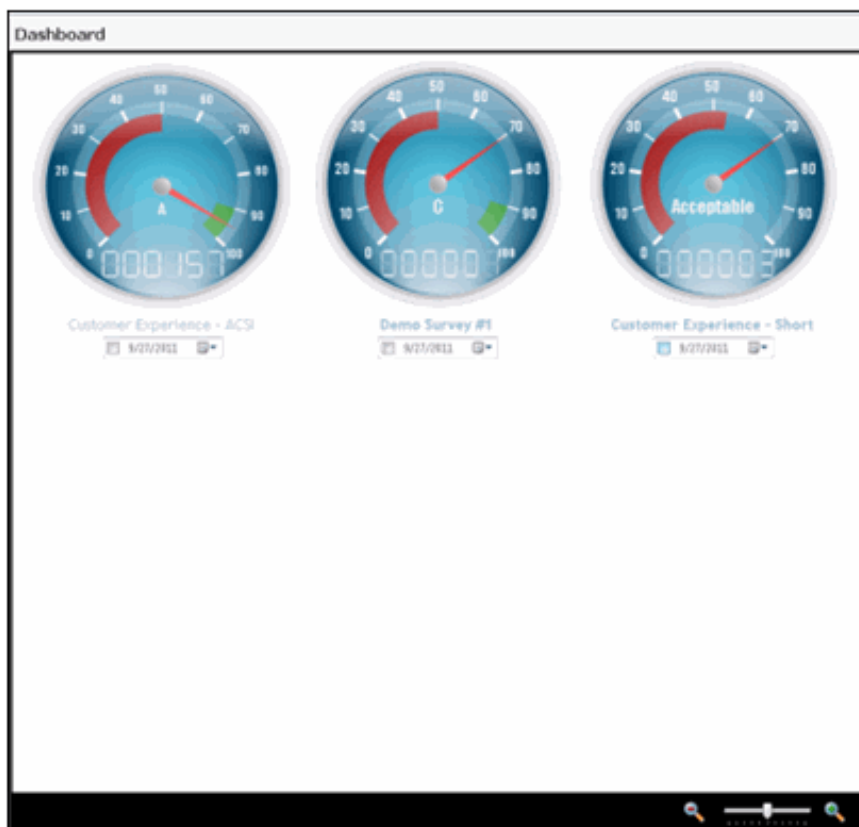 Dashboard
0 10 20 30 40 50 60 70 80 90 100
A
000157
0 10 20 30 40 50 60 70 80 90 100
C
0 10 20 30 40 50 60 70 80 90 100
Acceptable
000003
Customer Experience - ACSI
Demo Survey #1
Customer Experience - Short
9/27/2011
9/27/2011
9/27/2011